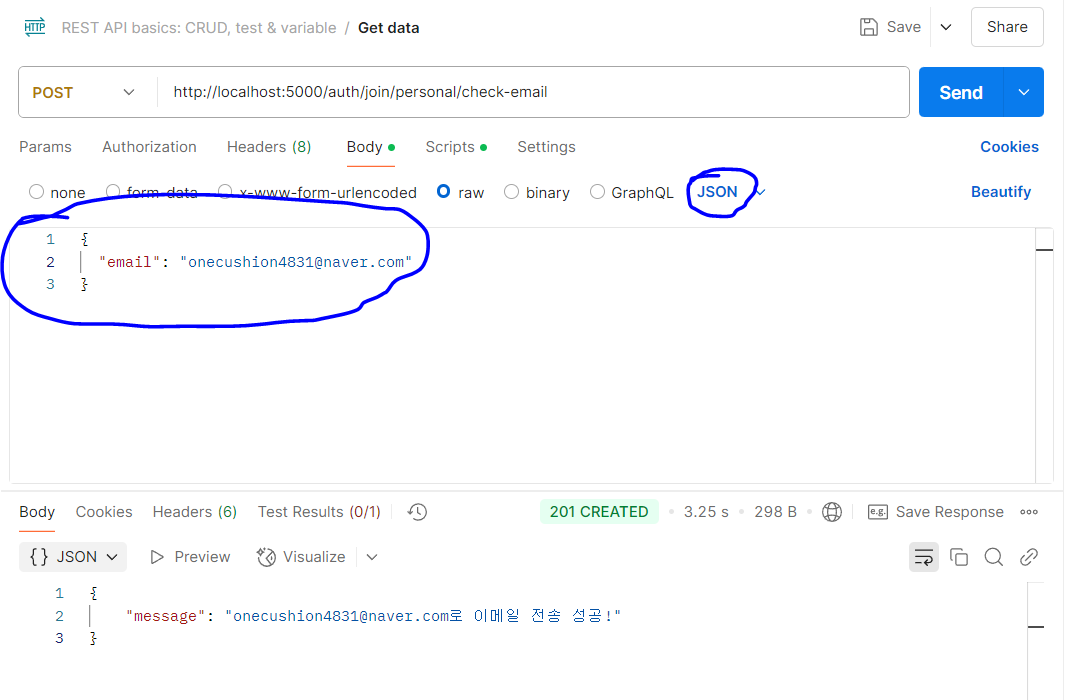 HTTP REST API basics: CRUD, test & variable / Get data Save Share
POST http://localhost:5000/auth/join/personal/check-email Send
Params Authorization Headers (8) Body Scripts Settings Cookies
none form-data x-www-form-urlencoded raw binary GraphQL JSON Beautify
1 {
2 "email": "onecushion4831@naver.com"
3 }
Body Cookies Headers (6) Test Results (0/1) 201 CREATED 3.25 s 298 B e.g. Save Response
{} JSON Preview Visualize
1 {
2 "message": "onecushion4831@naver.com로 이메일 전송 성공!"
3 }